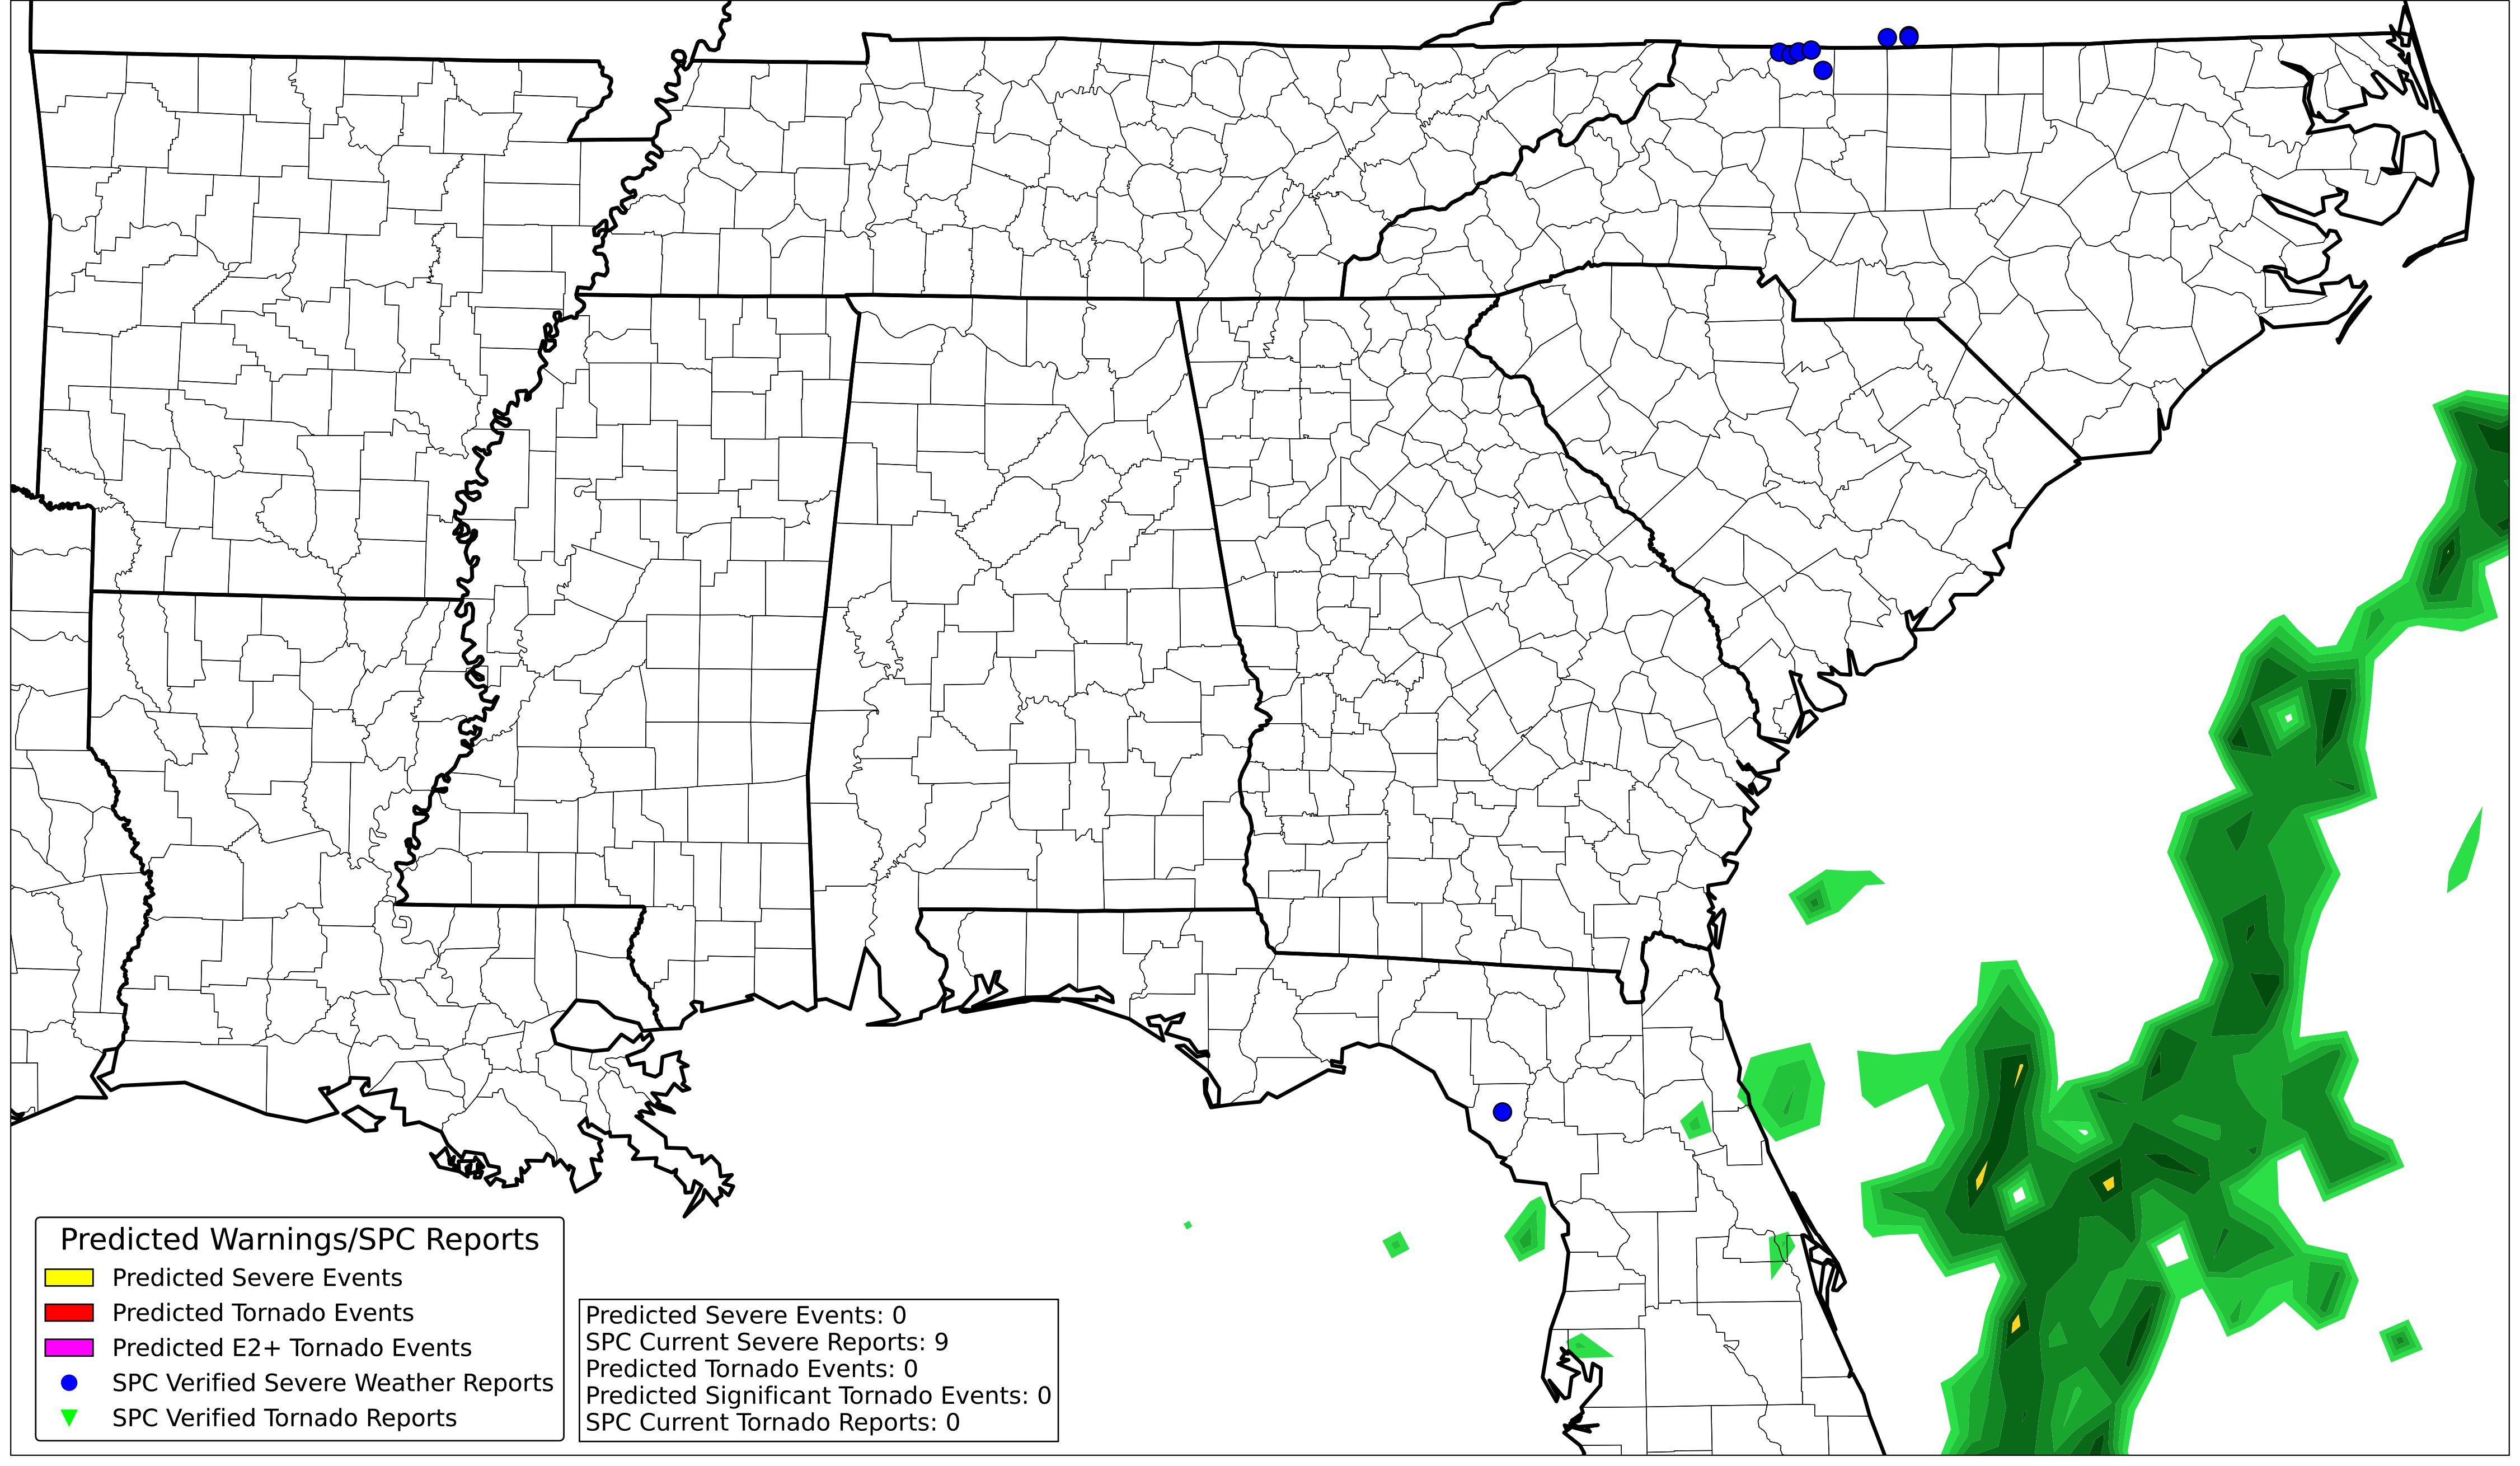 Predicted Warnings/SPC Reports
Predicted Severe Events
Predicted Tornado Events
Predicted E2+ Tornado Events
SPC Verified Severe Weather Reports
SPC Verified Tornado Reports
Predicted Severe Events: 0
SPC Current Severe Reports: 9
Predicted Tornado Events: 0
Predicted Significant Tornado Events: 0
SPC Current Tornado Reports: 0